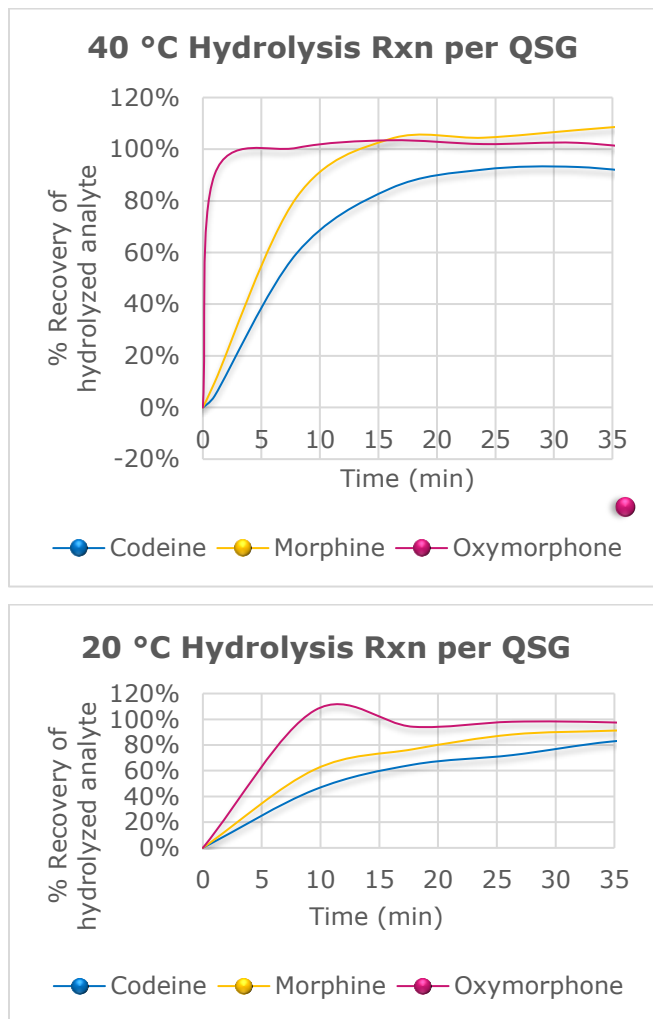 40 °C Hydrolysis Rxn per QSG
% Recovery of
hydrolyzed analyte
120%
100%
80%
60%
40%
20%
0%
-20%
0 5 10 15 20 25 30 35
Time (min)
Codeine Morphine Oxymorphone
20 °C Hydrolysis Rxn per QSG
% Recovery of
hydrolyzed analyte
120%
100%
80%
60%
40%
20%
0%
0 5 10 15 20 25 30 35
Time (min)
Codeine Morphine Oxymorphone